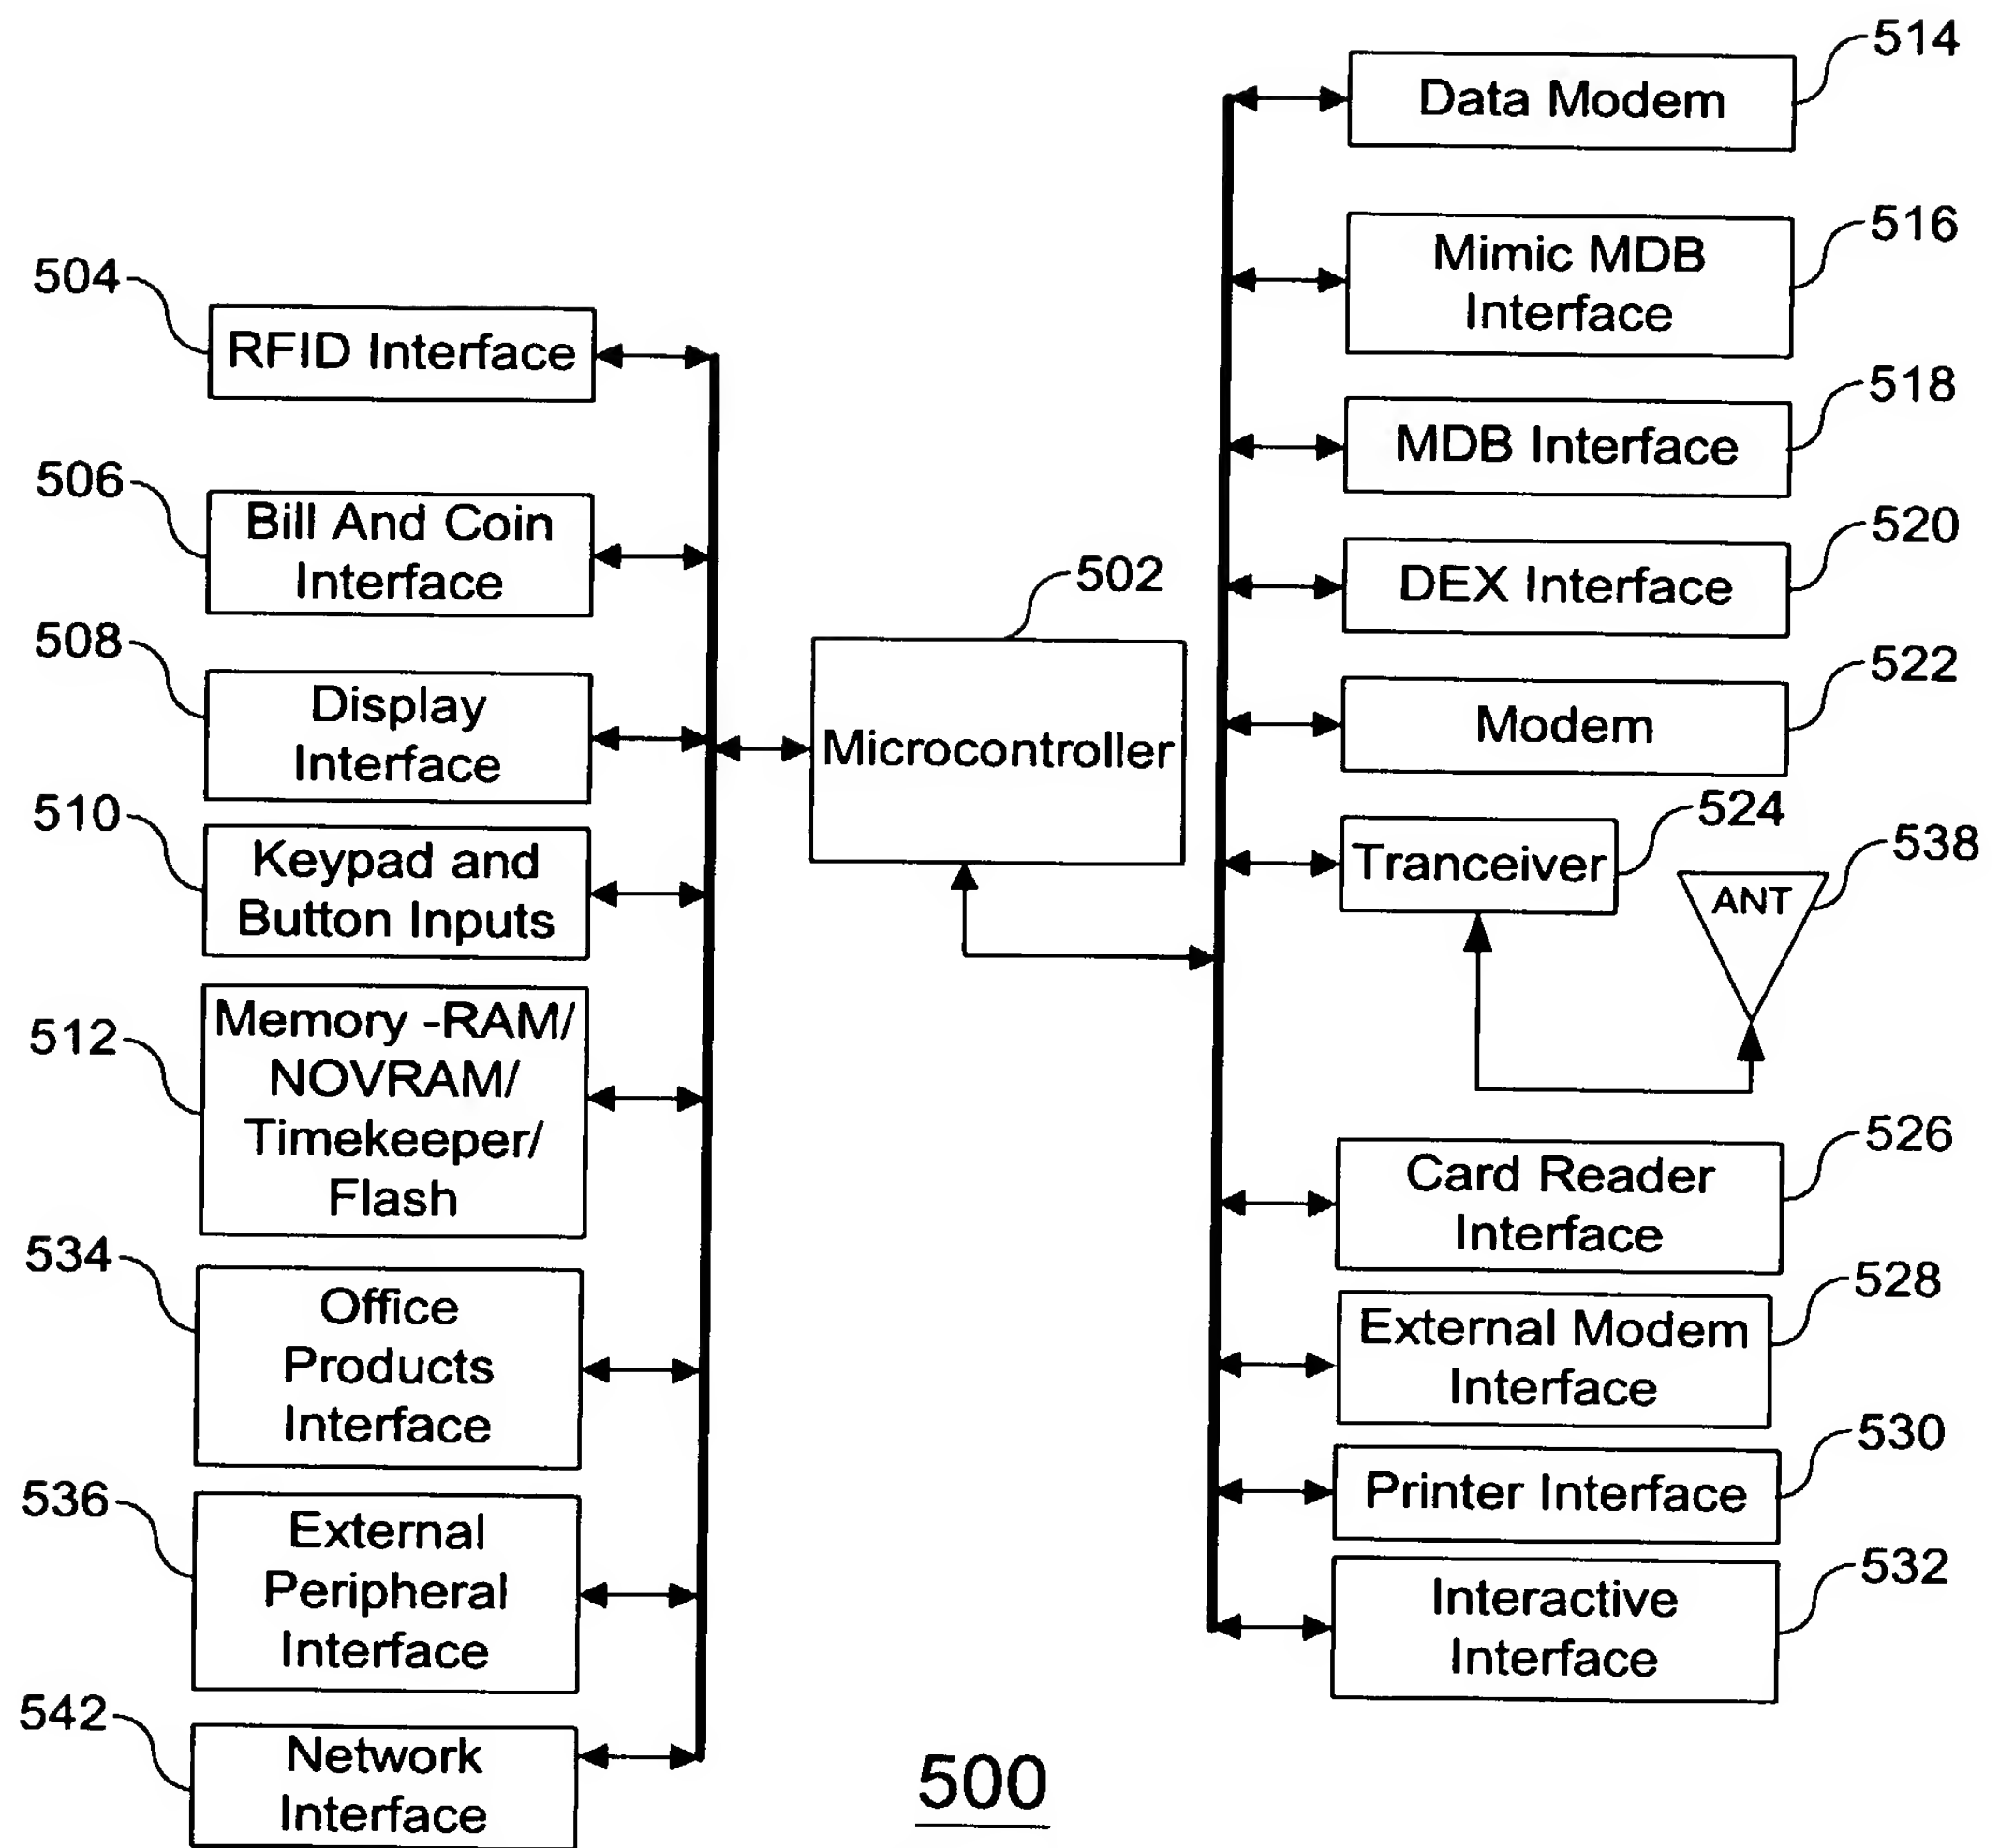 504
RFID Interface
506
Bill And Coin
Interface
508
Display
Interface
510
Keypad and
Button Inputs
512
Memory -RAM/
NOVRAM/
Timekeeper/
Flash
534
Office
Products
Interface
536
External
Peripheral
Interface
542
Network
Interface
502
Microcontroller
514
Data Modem
516
Mimic MDB
Interface
518
MDB Interface
520
DEX Interface
522
Modem
524
Tranceiver
538
ANT
526
Card Reader
Interface
528
External Modem
Interface
530
Printer Interface
532
Interactive
Interface
500